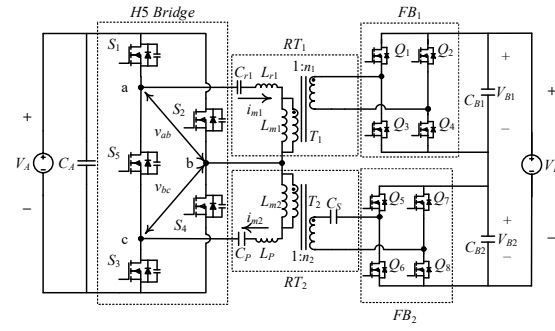 H5 Bridge
FB1
S1
RT1
1:n1
Q1
Q2
Cr1
Lr1
a
im1
S2
Lm1
T1
CB1
VB1
Q3
Q4
vab
VA
CA
S5
b
vbc
Lm2
T2
CS
Q5
Q7
S4
im2
c
CP
LP
1:n2
Q6
Q8
CB2
VB2
S3
RT2
FB2